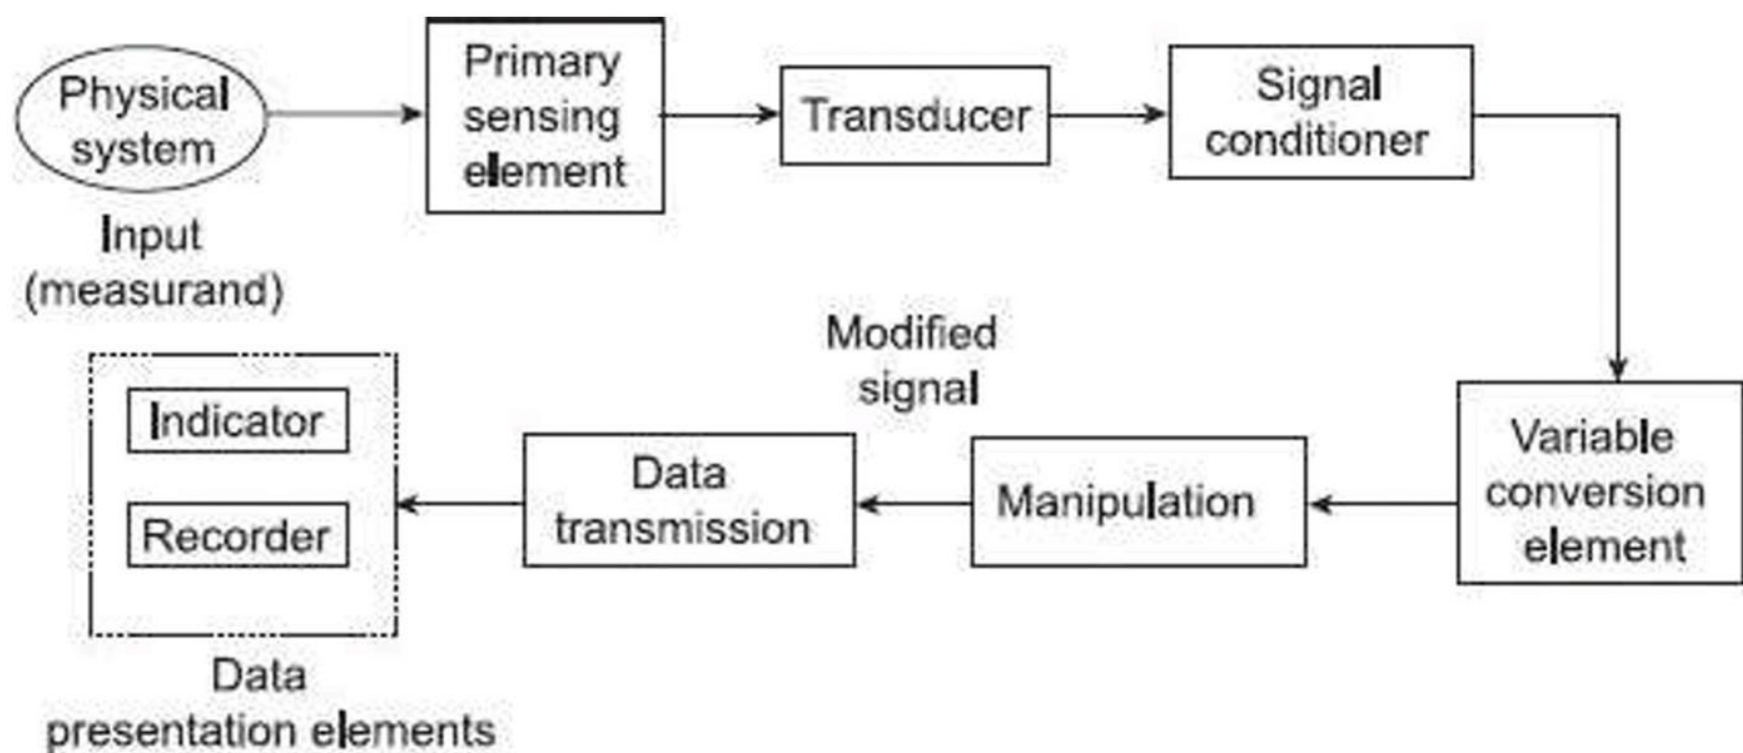 Physical
system
Input
(measurand)
Primary
sensing
element
Transducer
Signal
conditioner
Variable
conversion
element
Manipulation
Modified
signal
Data
transmission
Indicator
Recorder
Data
presentation elements